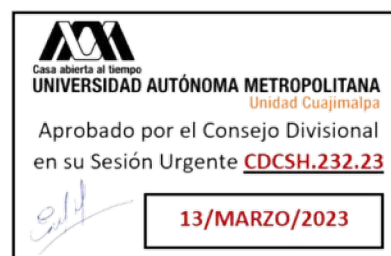 Casa abierta al tiempo
UNIVERSIDAD AUTÓNOMA METROPOLITANA
Unidad Cuajimalpa
Aprobado por el Consejo Divisional
en su Sesión Urgente CDCSH.232.23
13/MARZO/2023